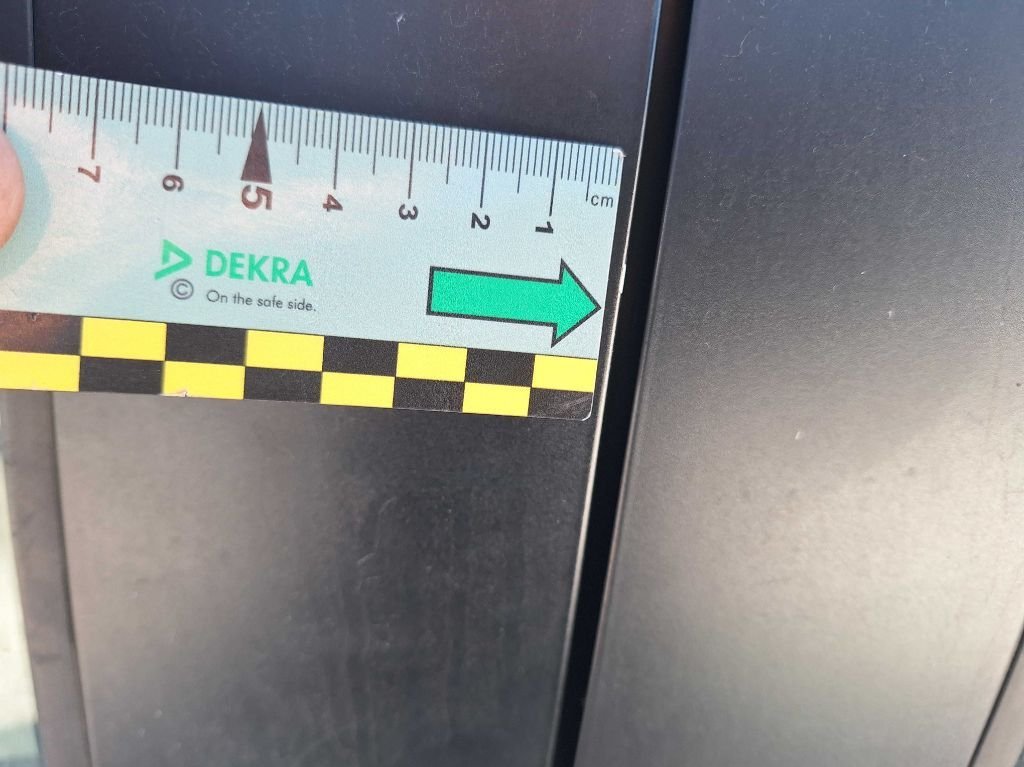 7 6 5 4 3 2 1 cm
DEKRA
© On the safe side.